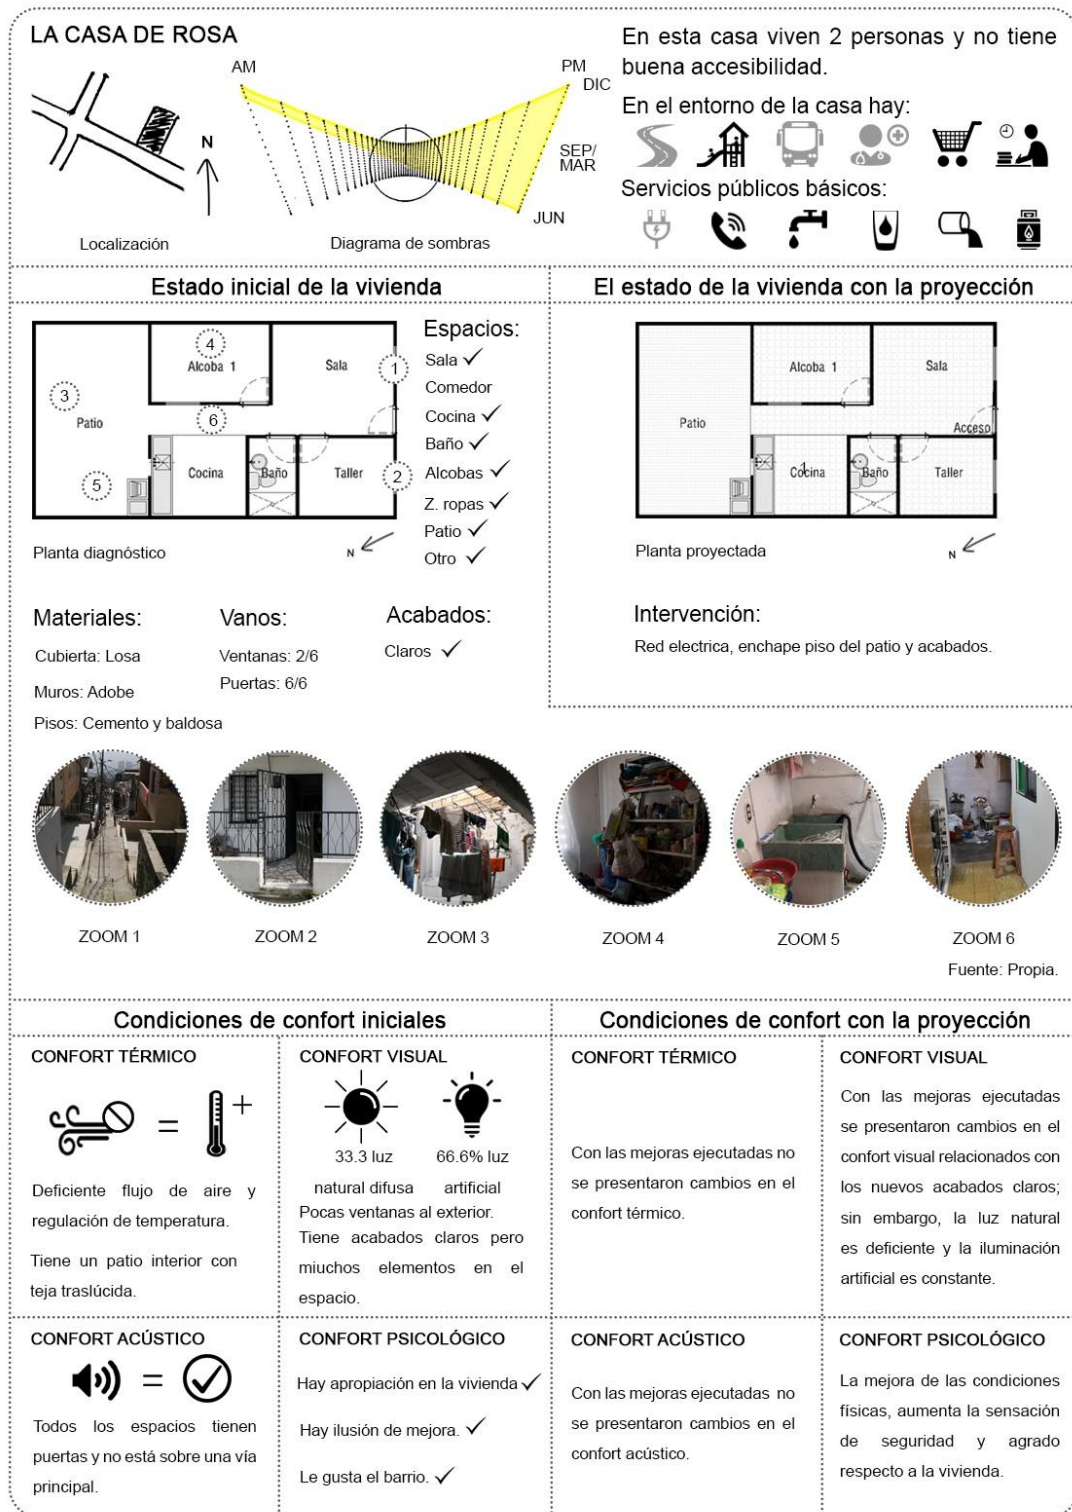 LA CASA DE ROSA
AM
PM
DIC
SEP/
MAR
JUN
N
Localización
Diagrama de sombras
En esta casa viven 2 personas y no tiene
buena accesibilidad.
En el entorno de la casa hay:
Servicios públicos básicos:
Estado inicial de la vivienda
El estado de la vivienda con la proyección
4
Alcoba 1
Sala
1
3
Patio
6
5
Cocina
Baño
Taller
2
Planta diagnóstico
N
Espacios:
Sala ✓
Comedor
Cocina ✓
Baño ✓
Alcobas ✓
Z. ropas ✓
Patio ✓
Otro ✓
Alcoba 1
Sala
Patio
Acceso
1
Cocina
Baño
Taller
Planta proyectada
N
Materiales:
Cubierta: Losa
Muros: Adobe
Pisos: Cemento y baldosa
Vanos:
Ventanas: 2/6
Puertas: 6/6
Acabados:
Claros ✓
Intervención:
Red electrica, enchape piso del patio y acabados.
ZOOM 1
ZOOM 2
ZOOM 3
ZOOM 4
ZOOM 5
ZOOM 6
Fuente: Propia.
Condiciones de confort iniciales
Condiciones de confort con la proyección
CONFORT TÉRMICO
= +
Deficiente flujo de aire y
regulación de temperatura.
Tiene un patio interior con
teja traslúcida.
CONFORT VISUAL
33.3 luz
natural difusa
66.6% luz
artificial
Pocas ventanas al exterior.
Tiene acabados claros pero
miuchos elementos en el
espacio.
CONFORT TÉRMICO
Con las mejoras ejecutadas no
se presentaron cambios en el
confort térmico.
CONFORT VISUAL
Con las mejoras ejecutadas
se presentaron cambios en el
confort visual relacionados con
los nuevos acabados claros;
sin embargo, la luz natural
es deficiente y la iluminación
artificial es constante.
CONFORT ACÚSTICO
=
Todos los espacios tienen
puertas y no está sobre una vía
principal.
CONFORT PSICOLÓGICO
Hay apropiación en la vivienda ✓
Hay ilusión de mejora. ✓
Le gusta el barrio. ✓
CONFORT ACÚSTICO
Con las mejoras ejecutadas no
se presentaron cambios en el
confort acústico.
CONFORT PSICOLÓGICO
La mejora de las condiciones
físicas, aumenta la sensación
de seguridad y agrado
respecto a la vivienda.